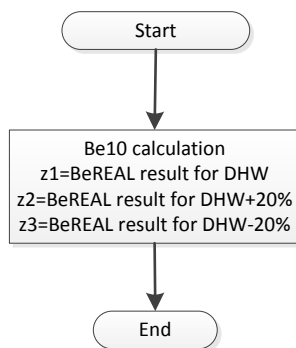 Start
Be10 calculation
z1=BeREAL result for DHW
z2=BeREAL result for DHW+20%
z3=BeREAL result for DHW-20%
End